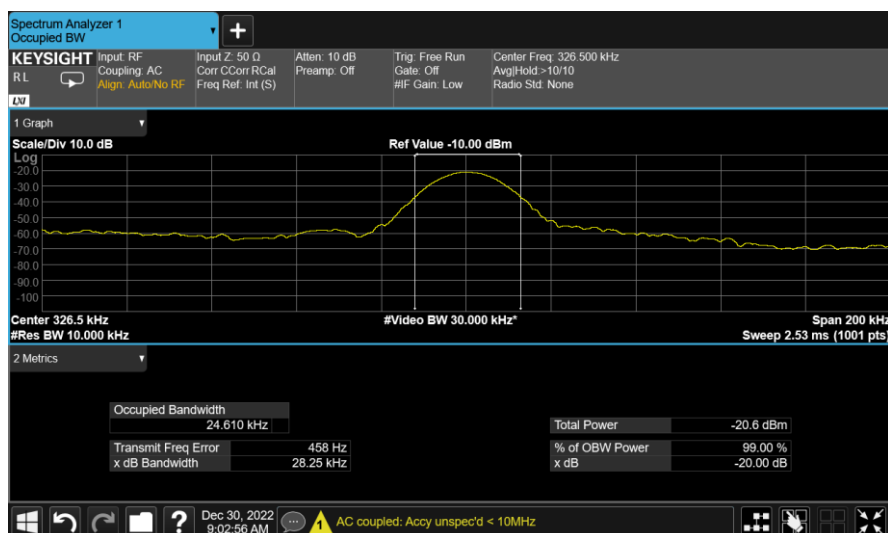 Spectrum Analyzer 1
Occupied BW
+
KEYSIGHT
RL
LXI
Input: RF
Coupling: AC
Align: Auto/No RF
Input Z: 50 Ω
Corr CCorr RCal
Freq Ref: Int (S)
Atten: 10 dB
Preamp: Off
Trig: Free Run
Gate: Off
#IF Gain: Low
Center Freq: 326.500 kHz
Avg|Hold:>10/10
Radio Std: None
1 Graph
Scale/Div 10.0 dB
Ref Value -10.00 dBm
Log
-20.0
-30.0
-40.0
-50.0
-60.0
-70.0
-80.0
-90.0
-100
Center 326.5 kHz
#Video BW 30.000 kHz*
Span 200 kHz
#Res BW 10.000 kHz
Sweep 2.53 ms (1001 pts)
2 Metrics
Occupied Bandwidth
24.610 kHz
Total Power -20.6 dBm
Transmit Freq Error 458 Hz
% of OBW Power 99.00 %
x dB Bandwidth 28.25 kHz
x dB -20.00 dB
?
Dec 30, 2022
9:02:56 AM
1
AC coupled: Accy unspec'd < 10MHz